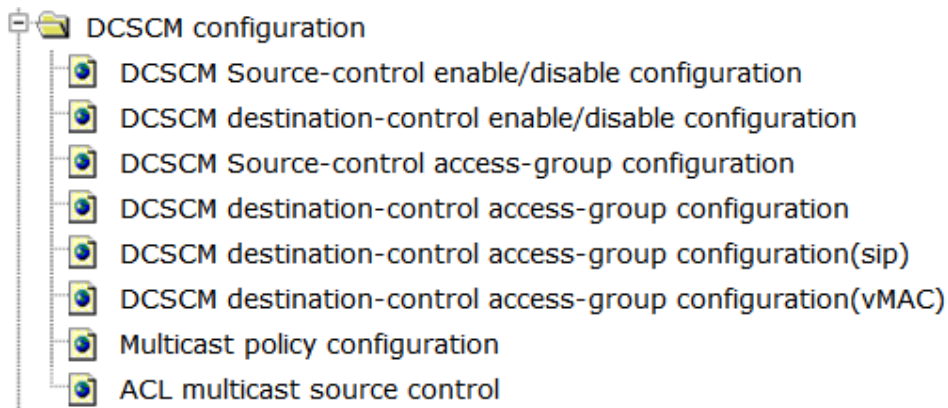 DCSCM configuration
DCSCM Source-control enable/disable configuration
DCSCM destination-control enable/disable configuration
DCSCM Source-control access-group configuration
DCSCM destination-control access-group configuration
DCSCM destination-control access-group configuration(sip)
DCSCM destination-control access-group configuration(vMAC)
Multicast policy configuration
ACL multicast source control